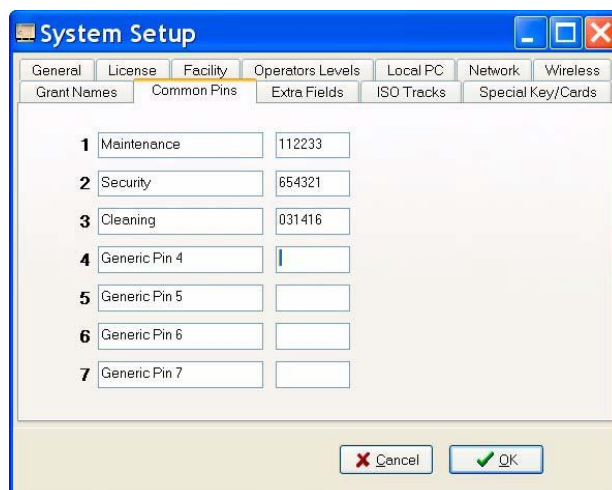 System Setup
General License Facility Operators Levels Local PC Network Wireless
Grant Names Common Pins Extra Fields ISO Tracks Special Key/Cards
1 Maintenance 112233
2 Security 654321
3 Cleaning 031416
4 Generic Pin 4
5 Generic Pin 5
6 Generic Pin 6
7 Generic Pin 7
Cancel OK